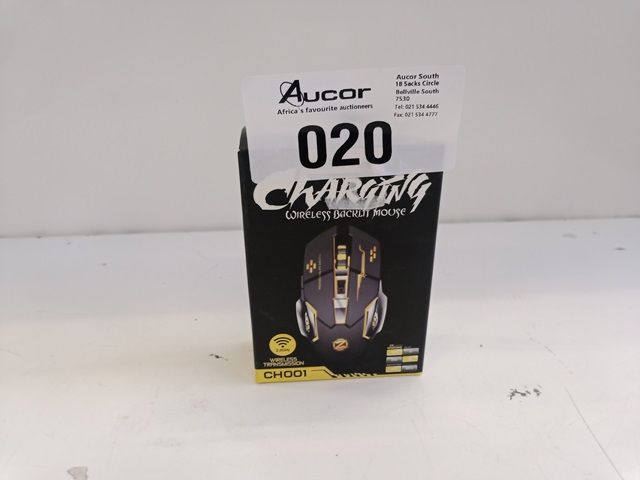 Aucor
Africa's favourite auctioneers
Aucor South
18 Sacks Circle
Bellville South
7530
Tel: 021 534 4446
Fax: 021 534 4777
020
CHARGING
WIRELESS BACKLIT MOUSE
WIRELESS
TRANSMISSION
CH001